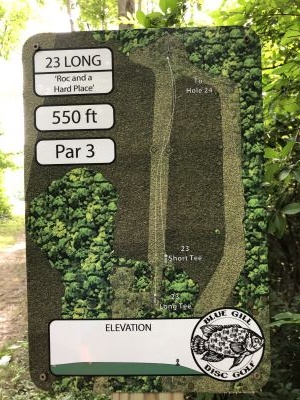 23 LONG
'Roc and a
Hard Place'
550 ft
Par 3
To
Hole 24
23
Short Tee
23
Long Tee
ELEVATION
BLUE GILL
DISC GOLF